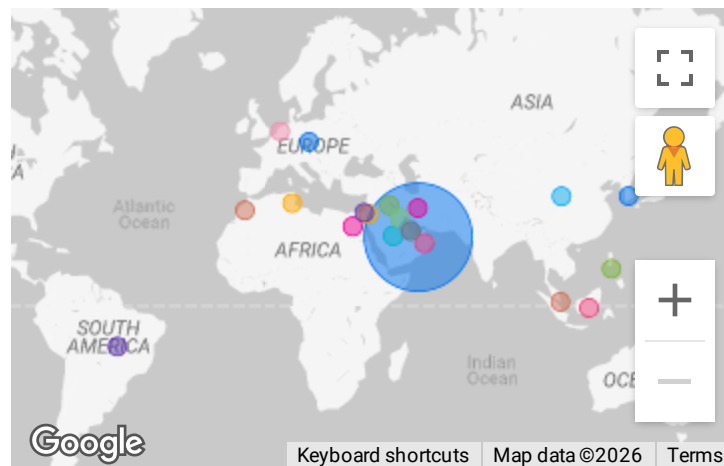 ASIA
EUROPE
Atlantic
Ocean
AFRICA
SOUTH
AMERICA
Indian
Ocean
OCE
Google
Keyboard shortcuts
Map data ©2026
Terms